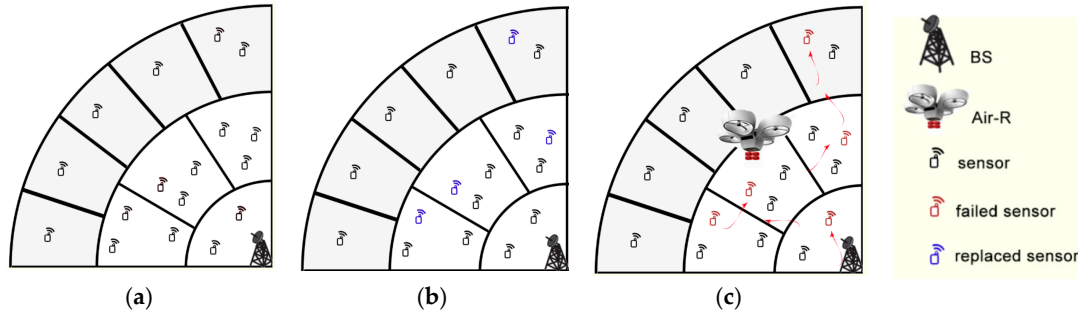 BS
Air-R
sensor
failed sensor
replaced sensor
(a)
(b)
(c)